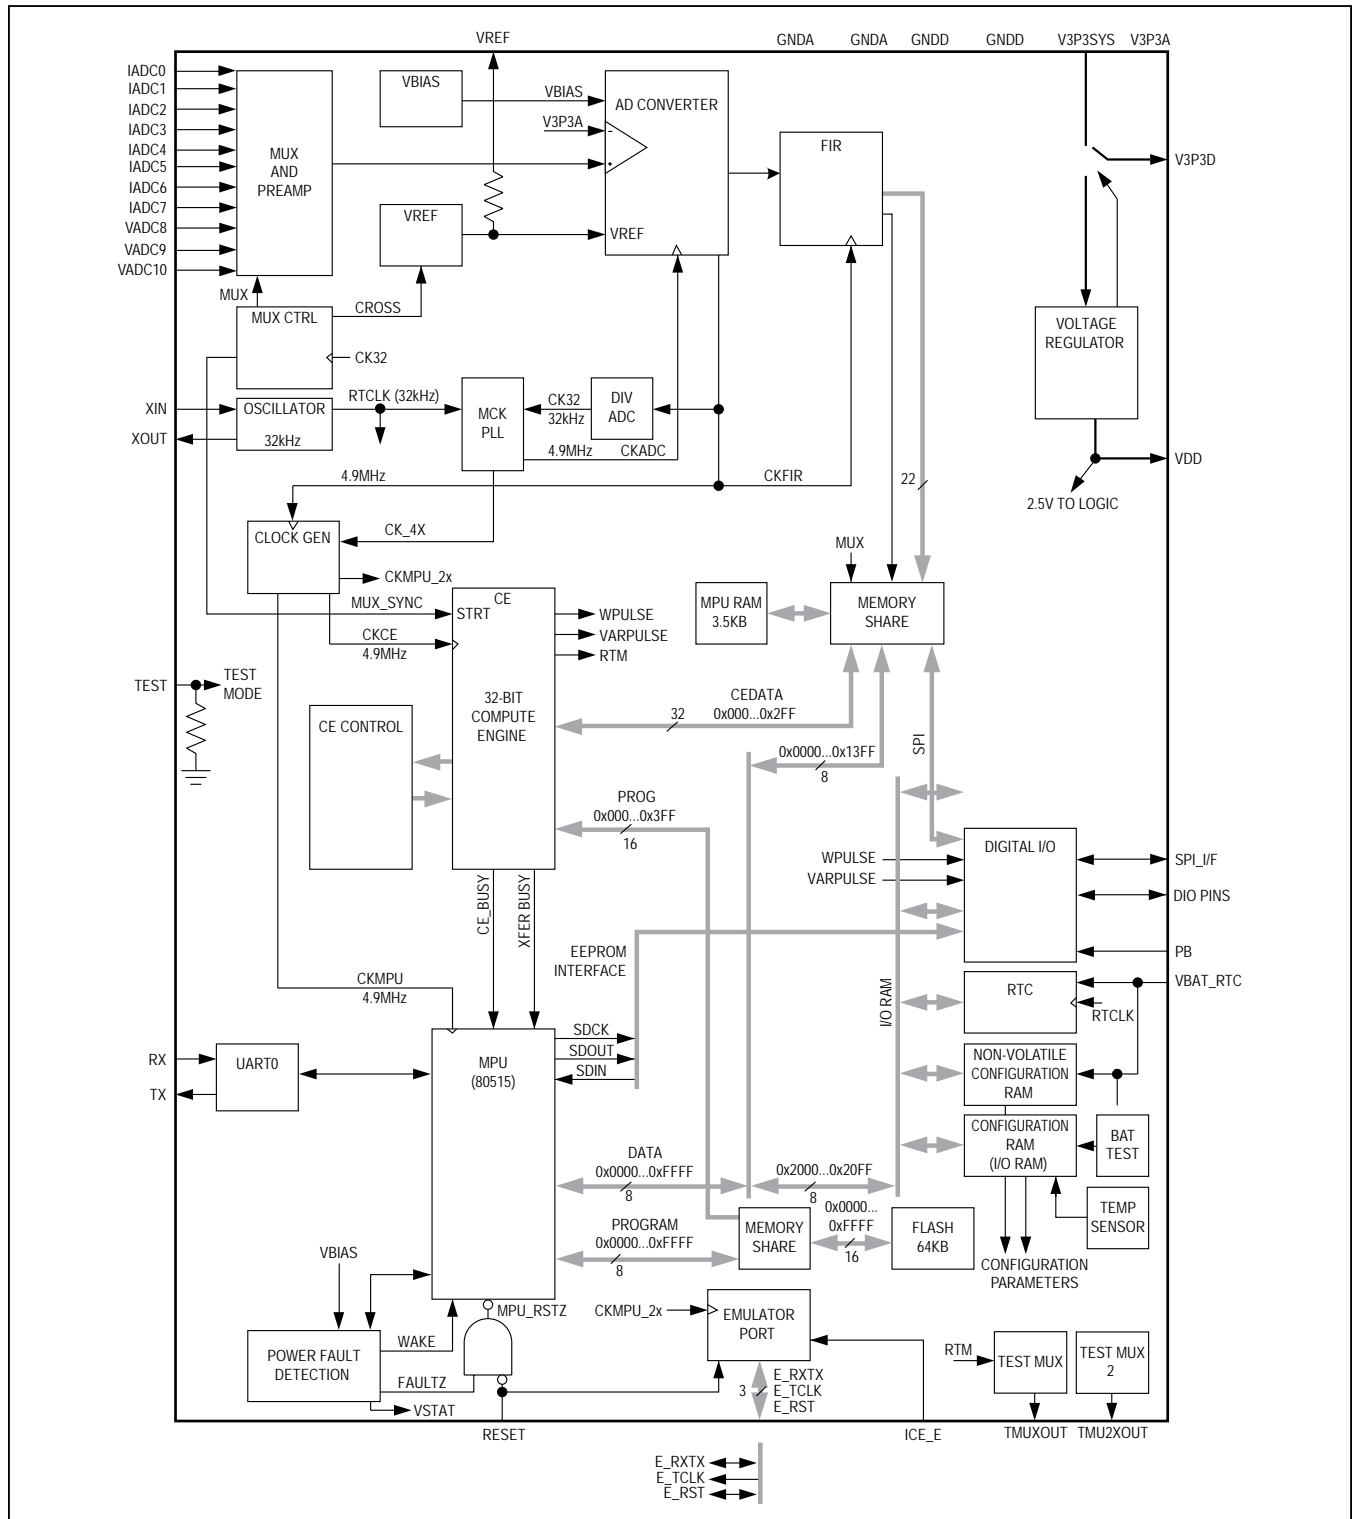 VREF
GNDA
GNDA
GNDD
GNDD
V3P3SYS
V3P3A
IADC0
IADC1
IADC2
IADC3
IADC4
IADC5
IADC6
IADC7
VADC8
VADC9
VADC10
MUX
AND
PREAMP
VBIAS
VBIAS
V3P3A
-
+
AD CONVERTER
VREF
VREF
FIR
V3P3D
MUX
MUX CTRL
CROSS
CK32
VOLTAGE
REGULATOR
XIN
XOUT
OSCILLATOR
32kHz
RTCLK (32kHz)
MCK
PLL
CK32
32kHz
DIV
ADC
4.9MHz
CKADC
4.9MHz
CKFIR
22
VDD
2.5V TO LOGIC
CLOCK GEN
CK_4X
CKMPU_2x
MUX_SYNC
CKCE
4.9MHz
CE
STRT
32-BIT
COMPUTE
ENGINE
WPULSE
VARPULSE
RTM
MUX
MPU RAM
3.5KB
MEMORY
SHARE
TEST
TEST
MODE
CE CONTROL
CEDATA
32
0x000...0x2FF
0x0000...0x13FF
8
SPI
PROG
0x000...0x3FF
16
WPULSE
VARPULSE
DIGITAL I/O
SPI_I/F
DIO PINS
PB
CE_BUSY
XFER BUSY
EEPROM
INTERFACE
I/O RAM
CKMPU
4.9MHz
RTC
VBAT_RTC
RTCLK
RX
TX
UART0
MPU
(80515)
SDCK
SDOUT
SDIN
NON-VOLATILE
CONFIGURATION
RAM
CONFIGURATION
RAM
(I/O RAM)
BAT
TEST
DATA
0x0000...0xFFFF
8
0x2000...0x20FF
8
TEMP
SENSOR
PROGRAM
0x0000...0xFFFF
8
MEMORY
SHARE
0x0000...
0xFFFF
16
FLASH
64KB
CONFIGURATION
PARAMETERS
VBIAS
POWER FAULT
DETECTION
WAKE
FAULTZ
VSTAT
MPU_RSTZ
CKMPU_2x
EMULATOR
PORT
3
E_RXTX
E_TCLK
E_RST
RTM
TEST MUX
TEST MUX
2
RESET
ICE_E
TMUXOUT
TMU2XOUT
E_RXTX
E_TCLK
E_RST